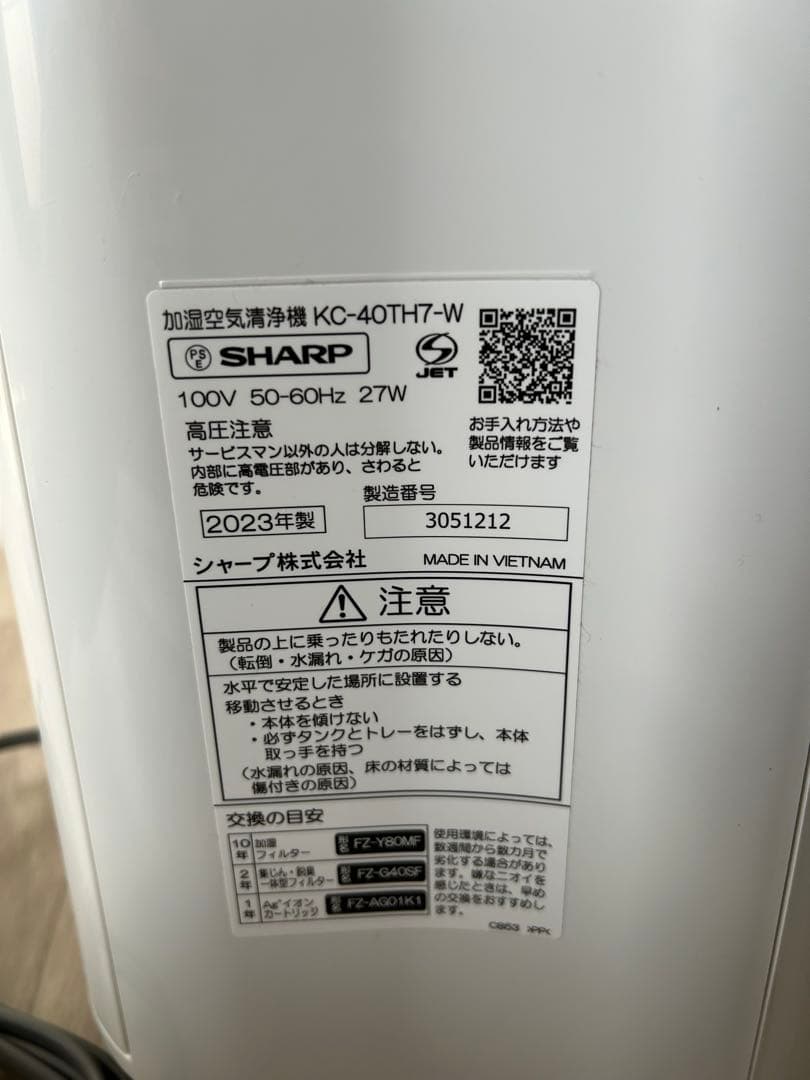 加湿空気清浄機 KC-40TH7-W
PSE SHARP
JET
100V 50-60Hz 27W
お手入れ方法や
製品情報をご覧
いただけます
高圧注意
サービスマン以外の人は分解しない。
内部に高電圧部があり、さわると
危険です。
製造番号
2023年製
3051212
シャープ株式会社
MADE IN VIETNAM
注意
製品の上に乗ったりもたれたりしない。
（転倒・水漏れ・ケガの原因）
水平で安定した場所に設置する
移動させるとき
・本体を傾けない
・必ずタンクとトレーをはずし、本体
取っ手を持つ
（水漏れの原因、床の材質によっては
傷付きの原因）
交換の目安
10年 加湿フィルター 形名 FZ-Y80MF
2年 集じん・脱臭一体型フィルター 形名 FZ-G40SF
1年 Ag+イオンカートリッジ 形名 FZ-AG01K1
使用環境によっては、
数週間から数カ月で
劣化する場合があり
ます。嫌なニオイを
感じたときは、早め
の交換をおすすめし
ます。
C853 >PP<